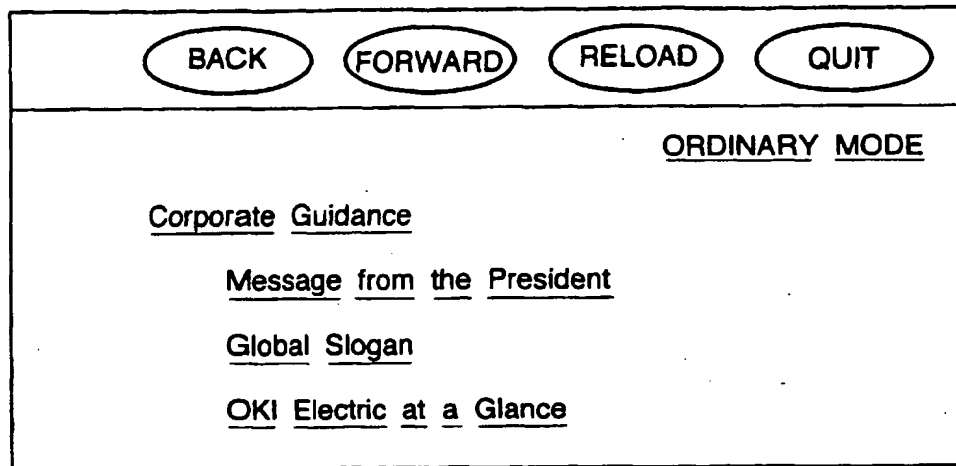 BACK FORWARD RELOAD QUIT
ORDINARY MODE
Corporate Guidance
Message from the President
Global Slogan
OKI Electric at a Glance